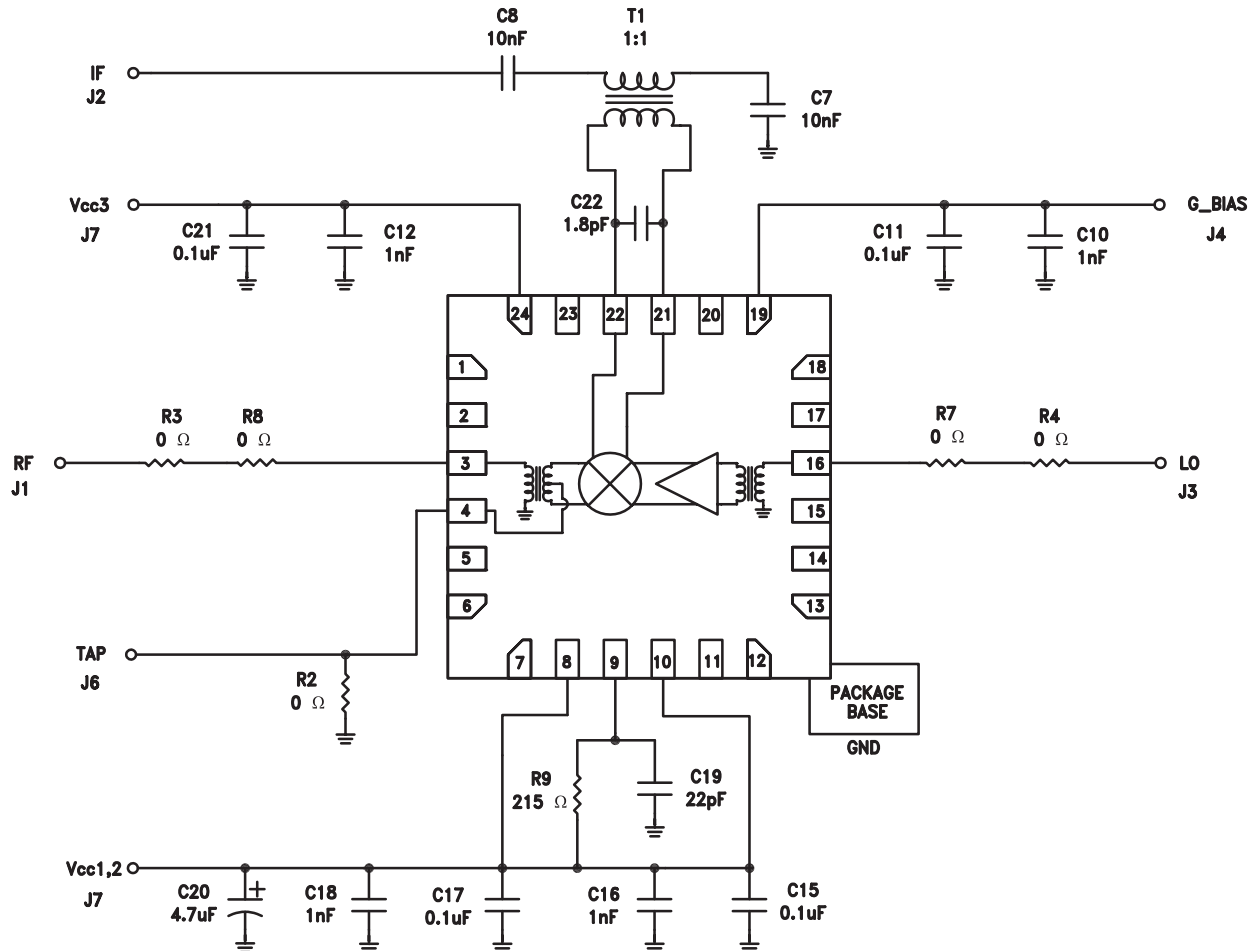 C8
10nF
T1
1:1
IF
J2
C7
10nF
Vcc3
J7
C21
0.1uF
C12
1nF
C22
1.8pF
C11
0.1uF
C10
1nF
G_BIAS
J4
24
23
22
21
20
19
1
2
3
4
5
6
18
17
16
15
14
13
7
8
9
10
11
12
RF
J1
R3
0 Ω
R8
0 Ω
R7
0 Ω
R4
0 Ω
LO
J3
TAP
J6
R2
0 Ω
PACKAGE
BASE
GND
R9
215 Ω
C19
22pF
Vcc1,2
J7
C20
4.7uF
+
C18
1nF
C17
0.1uF
C16
1nF
C15
0.1uF